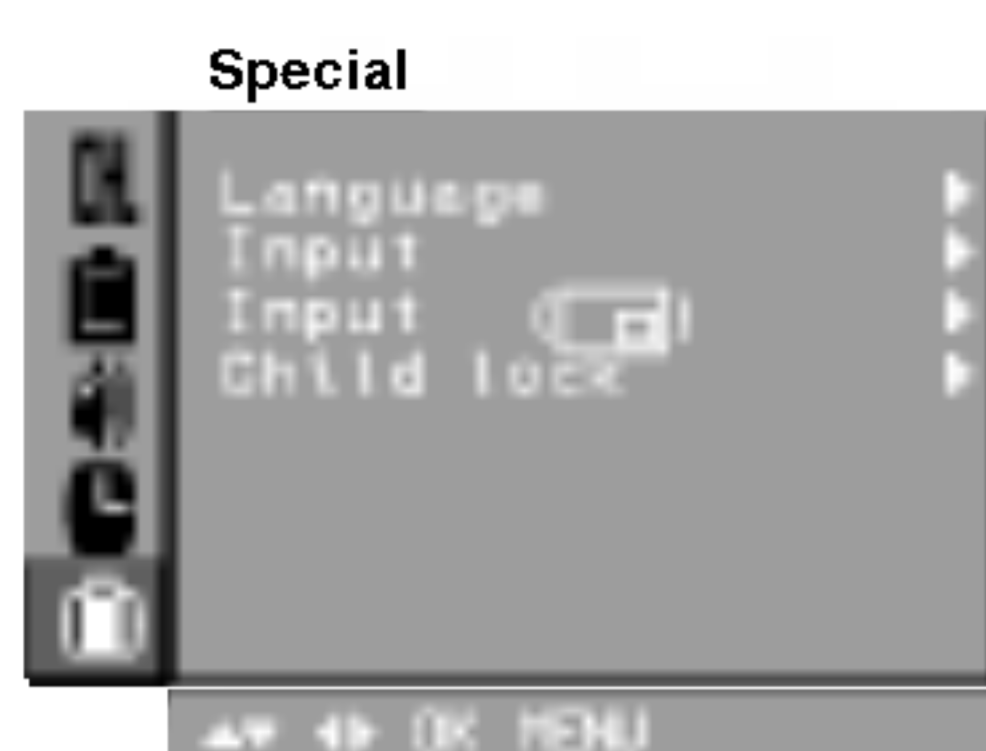 Special
Language
Input
Input
Child lock
OK MENU